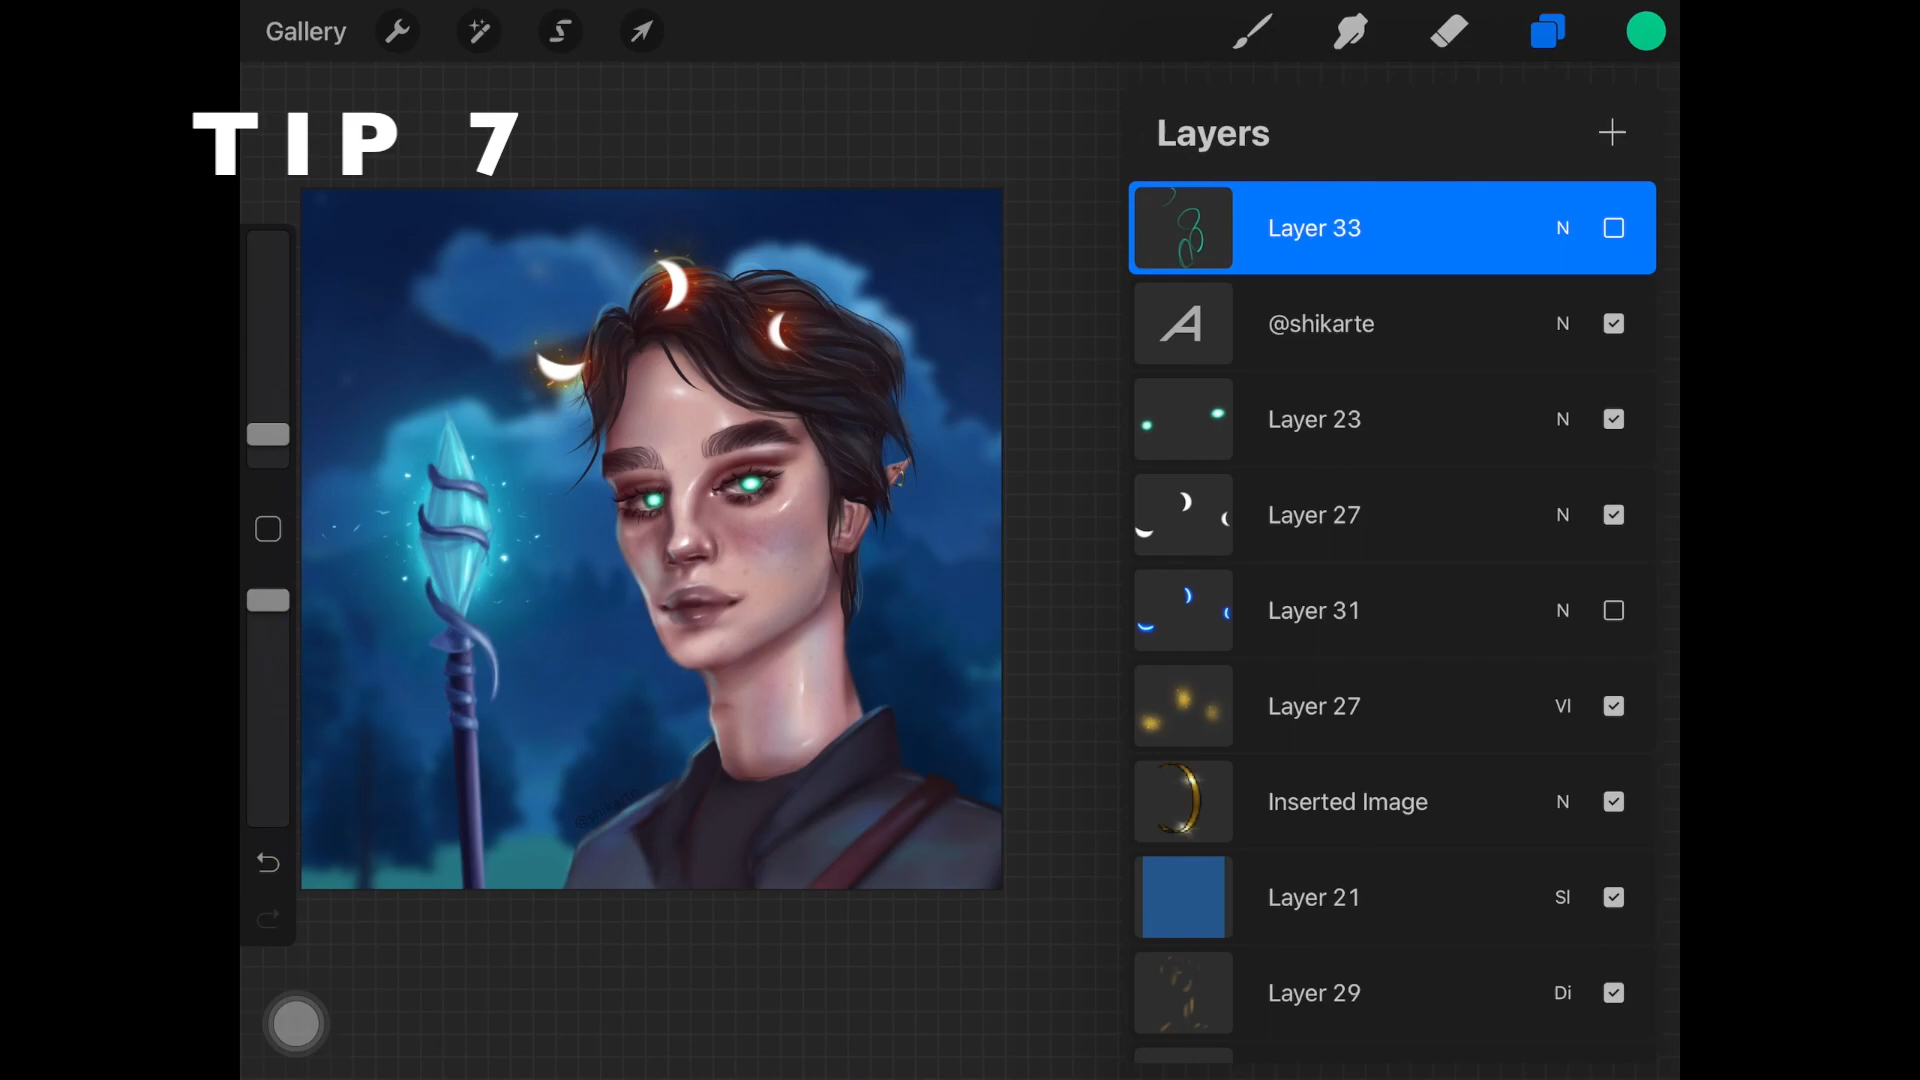 Gallery
TIP 7
Layers
Layer 33 N
@shikarte N
Layer 23 N
Layer 27 N
Layer 31 N
Layer 27 VI
Inserted Image N
Layer 21 SI
Layer 29 Di
@shikarte